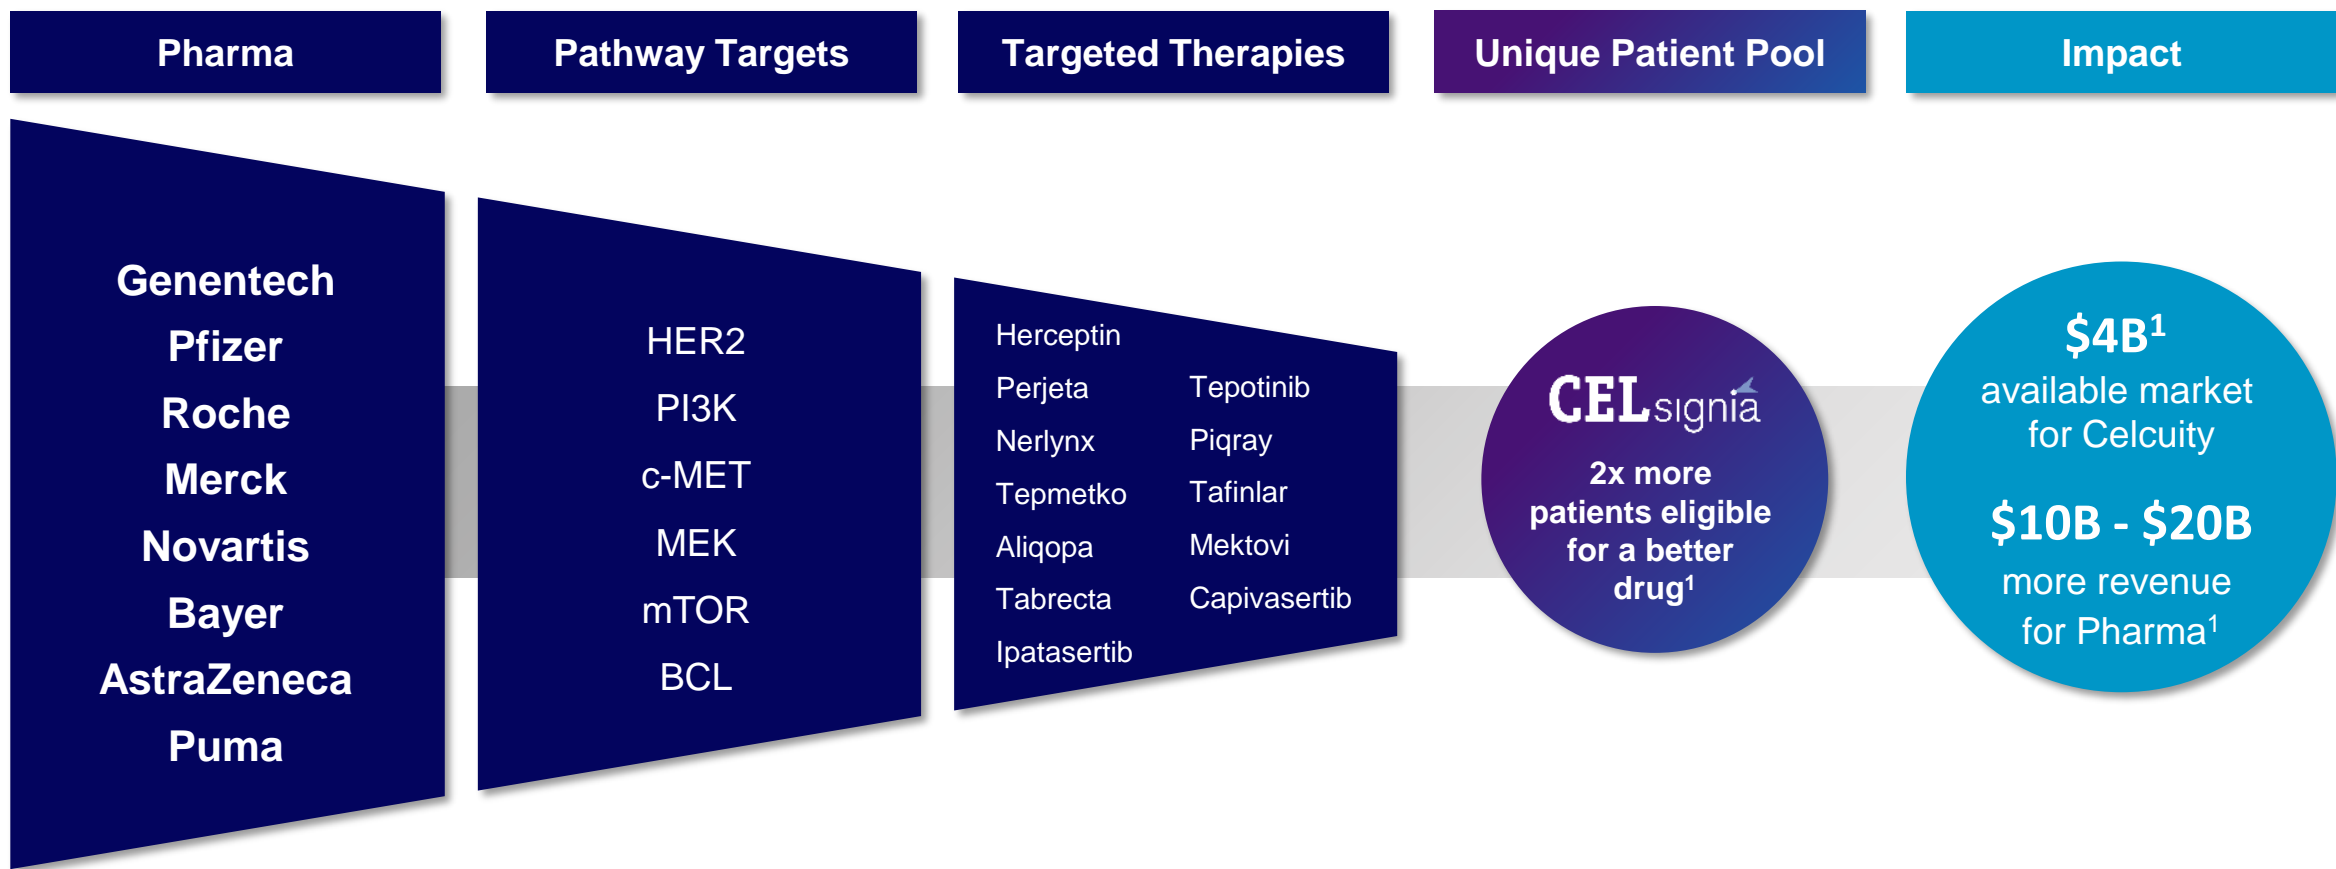 Pharma
Pathway Targets
Targeted Therapies
Unique Patient Pool
Impact
Genentech
Pfizer
Roche
Merck
Novartis
Bayer
AstraZeneca
Puma
HER2
PI3K
c-MET
MEK
mTOR
BCL
Herceptin
Perjeta
Nerlynx
Tepmetko
Aliqopa
Tabrecta
Ipatasertib
Tepotinib
Piqray
Tafinlar
Mektovi
Capivasertib
CELsignia
2x more
patients eligible
for a better
drug¹
$4B¹
available market
for Celcuity
$10B - $20B
more revenue
for Pharma¹